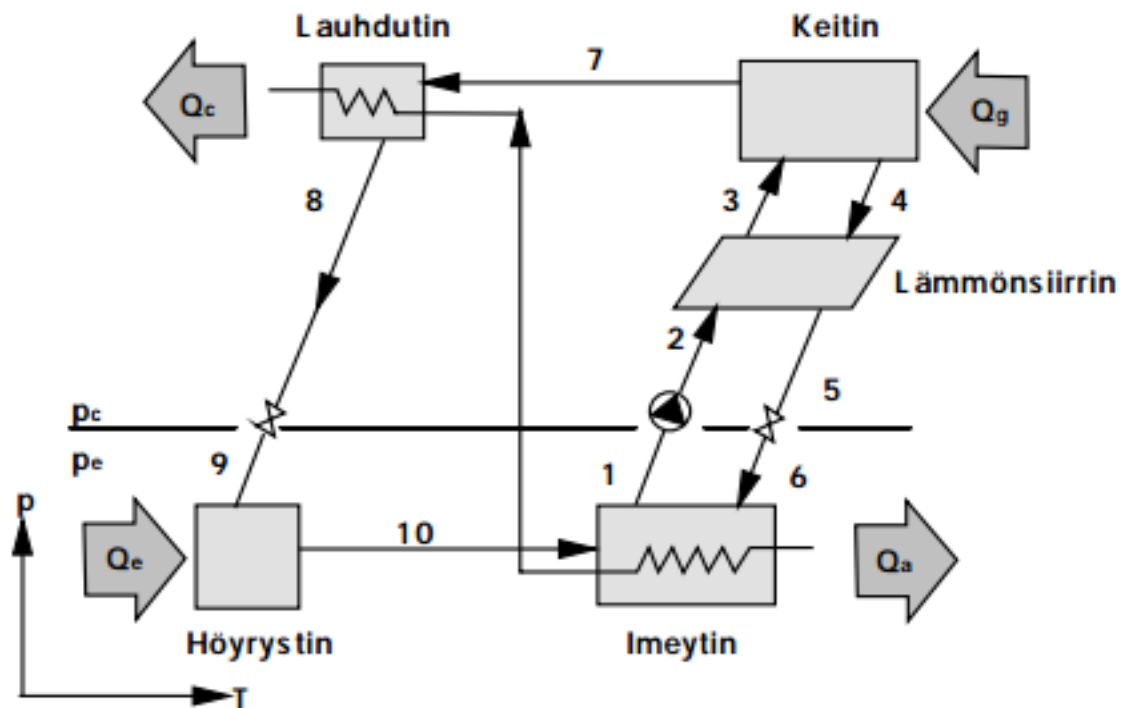 Lauhdutin
Keitin
7
Qc
Qg
8
3
4
Lämmönsiirrin
2
5
pc
pe
9
1
6
p
10
Qe
Qa
Höyrystin
Imeytin
T